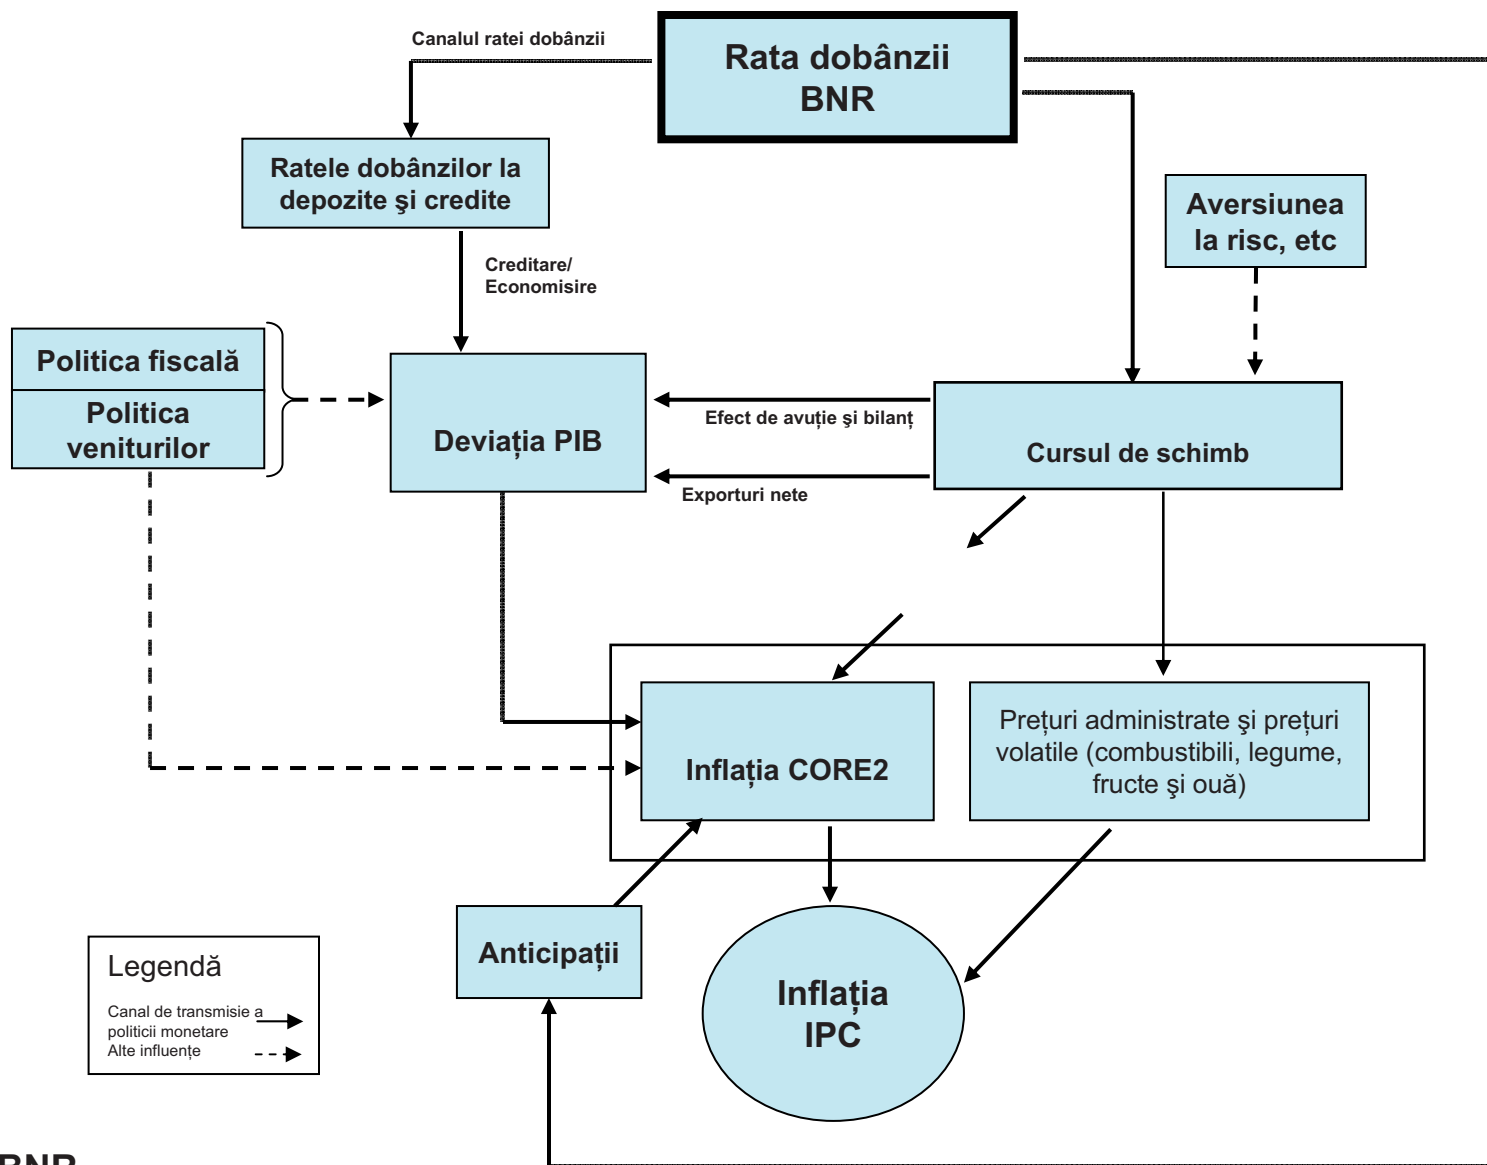 Canalul ratei dobânzii
Rata dobânzii
BNR
Ratele dobânzilor la
depozite şi credite
Aversiunea
la risc, etc
Creditare/
Economisire
Politica fiscală
Politica
veniturilor
Deviația PIB
Efect de avuție şi bilanț
Exporturi nete
Cursul de schimb
Inflația CORE2
Prețuri administrate şi prețuri
volatile (combustibili, legume,
fructe şi ouă)
Anticipații
Inflația
IPC
Legendă
Canal de transmisie a
politicii monetare
Alte influențe
BNR